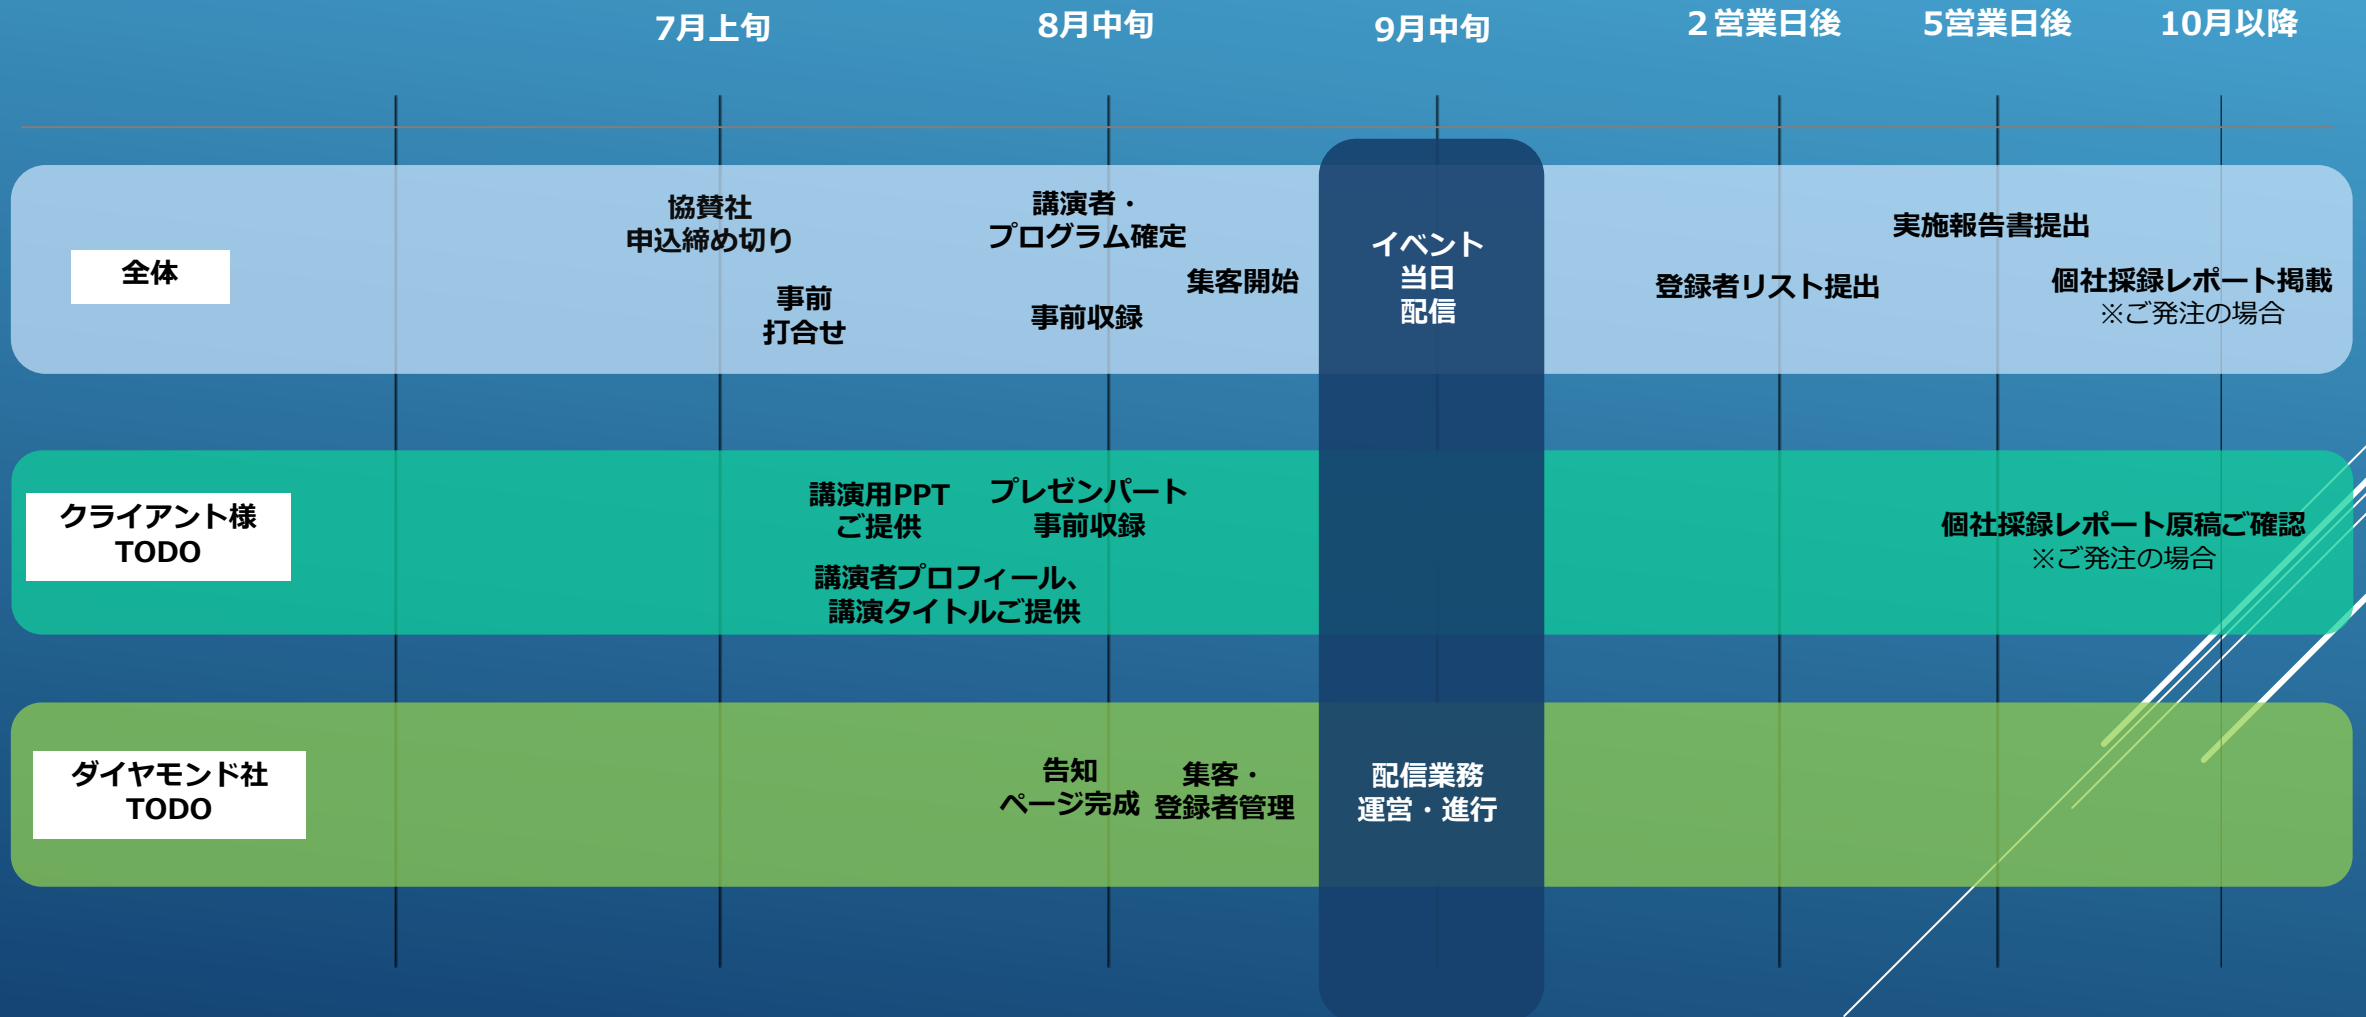 7月上旬
8月中旬
9月中旬
２営業日後
5営業日後
10月以降
全体
協賛社
申込締め切り
事前
打合せ
講演者・
プログラム確定
事前収録
集客開始
イベント
当日
配信
登録者リスト提出
実施報告書提出
個社採録レポート掲載
※ご発注の場合
クライアント様
TODO
講演用PPT
ご提供
プレゼンパート
事前収録
講演者プロフィール、
講演タイトルご提供
個社採録レポート原稿ご確認
※ご発注の場合
ダイヤモンド社
TODO
告知
ページ完成
集客・
登録者管理
配信業務
運営・進行